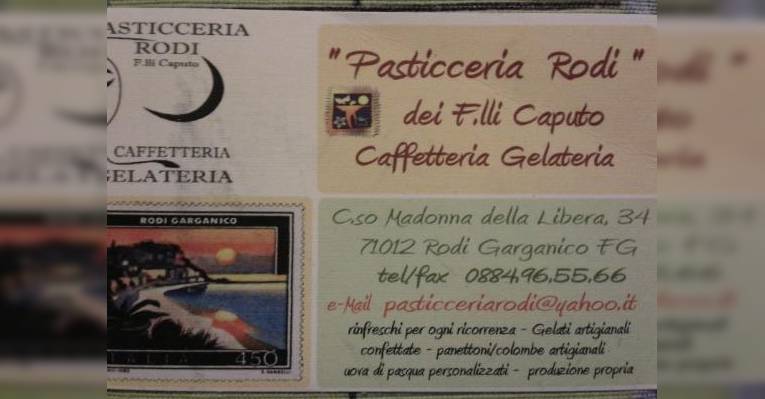 ASTICCERIA
RODI
F.lli Caputo
CAFFETTERIA
GELATERIA
" Pasticceria Rodi "
dei F.lli Caputo
Caffetteria Gelateria
RODI GARGANICO
ITALIA 450
C.so Madonna della Libera, 34
71012 Rodi Garganico FG
tel/fax 0884.96.55.66
e-Mail pasticceriarodi@yahoo.it
rinfreschi per ogni ricorrenza - Gelati artigianali
confettate - panettoni/colombe artigianali
uova di pasqua personalizzati - produzione propria